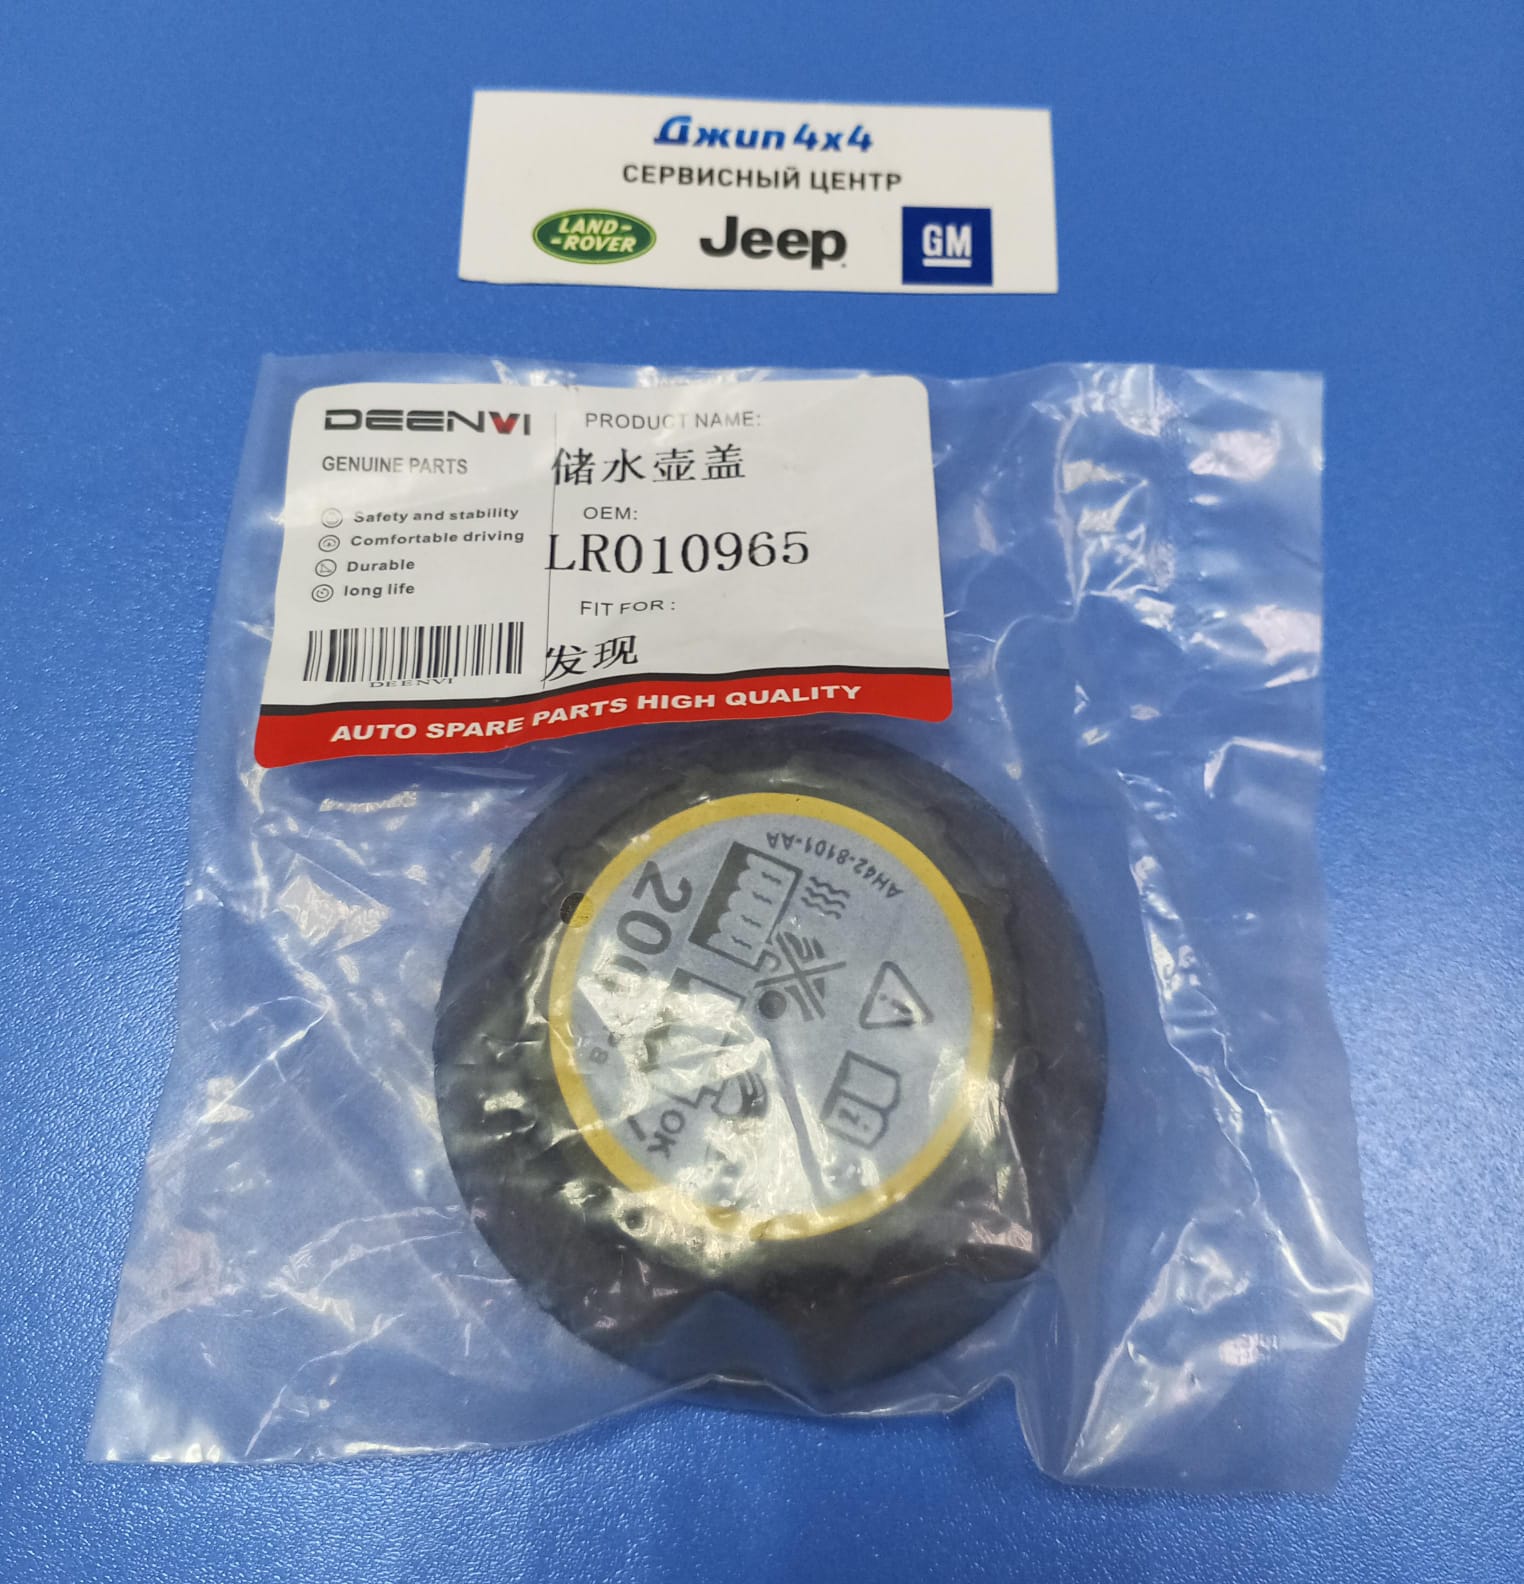 Джип 4x4
СЕРВИСНЫЙ ЦЕНТР
LAND-
-ROVER
Jeep
GM
DEENVI
GENUINE PARTS
Safety and stability
Comfortable driving
Durable
long life
DEENVI
PRODUCT NAME:
储水壶盖
OEM:
LR010965
FIT FOR :
发现
AUTO SPARE PARTS HIGH QUALITY
AH42-8101-AA
200
OK